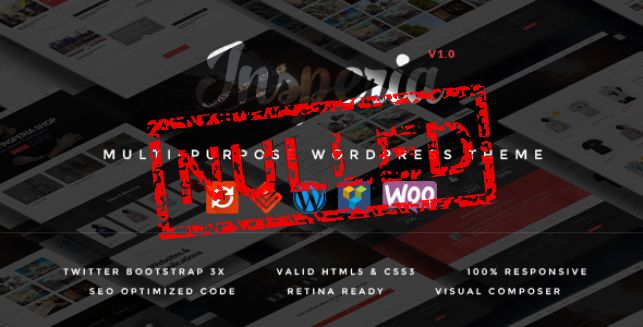 V1.0
Insperia
MULTI-PURPOSE WORDPRESS THEME
NULLED
WOO
TWITTER BOOTSTRAP 3X VALID HTML5 & CSS3 100% RESPONSIVE
SEO OPTIMIZED CODE RETINA READY VISUAL COMPOSER